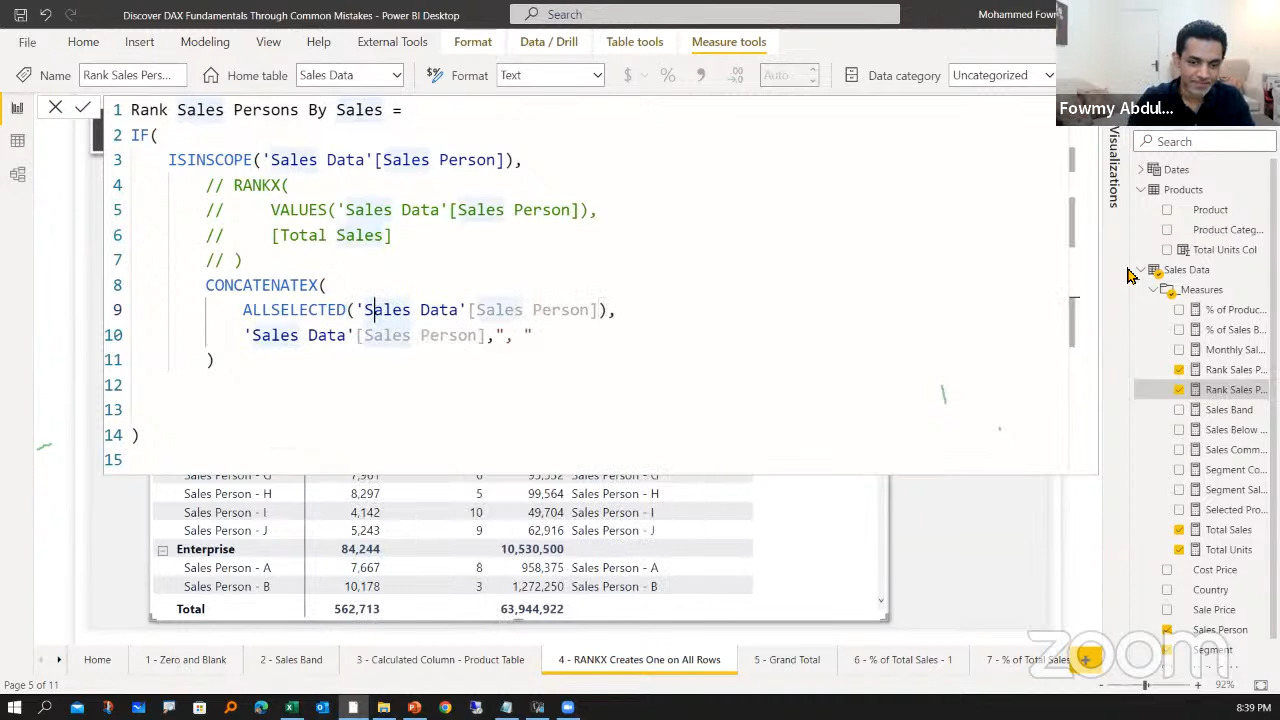 Discover DAX Fundamentals Through Common Mistakes - Power BI Desktop
Search
Mohammed Fow
File Home Insert Modeling View Help External Tools Format Data / Drill Table tools Measure tools
Name Rank Sales Pers... Home table Sales Data Format Text $ % Auto Data category Uncategorized
Fowmy Abdul...
1 Rank Sales Persons By Sales =
2 IF(
3 ISINSCOPE('Sales Data'[Sales Person]),
4 // RANKX(
5 // VALUES('Sales Data'[Sales Person]),
6 // [Total Sales]
7 // )
8 CONCATENATEX(
9 ALLSELECTED('Sales Data'[Sales Person]),
10 'Sales Data'[Sales Person],", "
11 )
12
13
14 )
15
Visualizations
Search
Dates
Products
Product
Product Categ...
Total Units Col
Sales Data
_Measures
% of Produc...
% of Total S...
Monthly Sal...
Rank Sales P...
Rank Sales P...
Sales Band
Sales Below ...
Sales Comm...
Segment Co...
Segment Sal...
Selected Pro...
Total Sales
Total Units
Cost Price
Country
Sale Price
Sales Person
Segment
Sales Person - H 8,297 5 99,564 Sales Person - H
Sales Person - I 4,142 10 49,704 Sales Person - I
Sales Person - J 5,243 9 62,916 Sales Person - J
Enterprise 84,244 10,530,500
Sales Person - A 7,667 8 958,375 Sales Person - A
Sales Person - B 10,178 3 1,272,250 Sales Person - B
Total 562,713 63,944,922
zoom
Home 1 - Zero and Blank 2 - Sales Band 3 - Calculated Column - Product Table 4 - RANKX Creates One on All Rows 5 - Grand Total 6 - % of Total Sales - 1 7 - % of Total Sales
Page 5 of 11
92%
8:39 PM